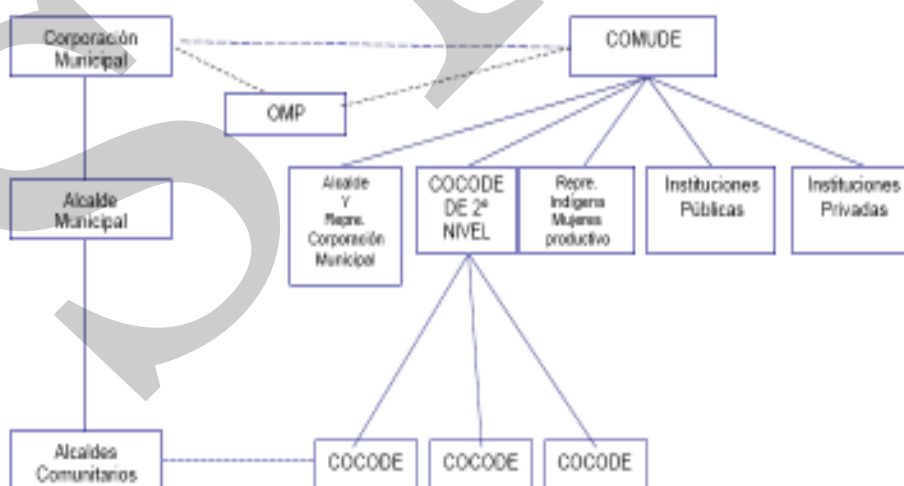 Corporación
Municipal
COMUDE
OMP
Alcalde
Municipal
Alcalde
Y
Repre.
Corporación
Municipal
COCODE
DE 2º
NIVEL
Repre.
Indígena
Mujeres
productivo
Instituciones
Públicas
Instituciones
Privadas
Alcaldes
Comunitarios
COCODE
COCODE
COCODE